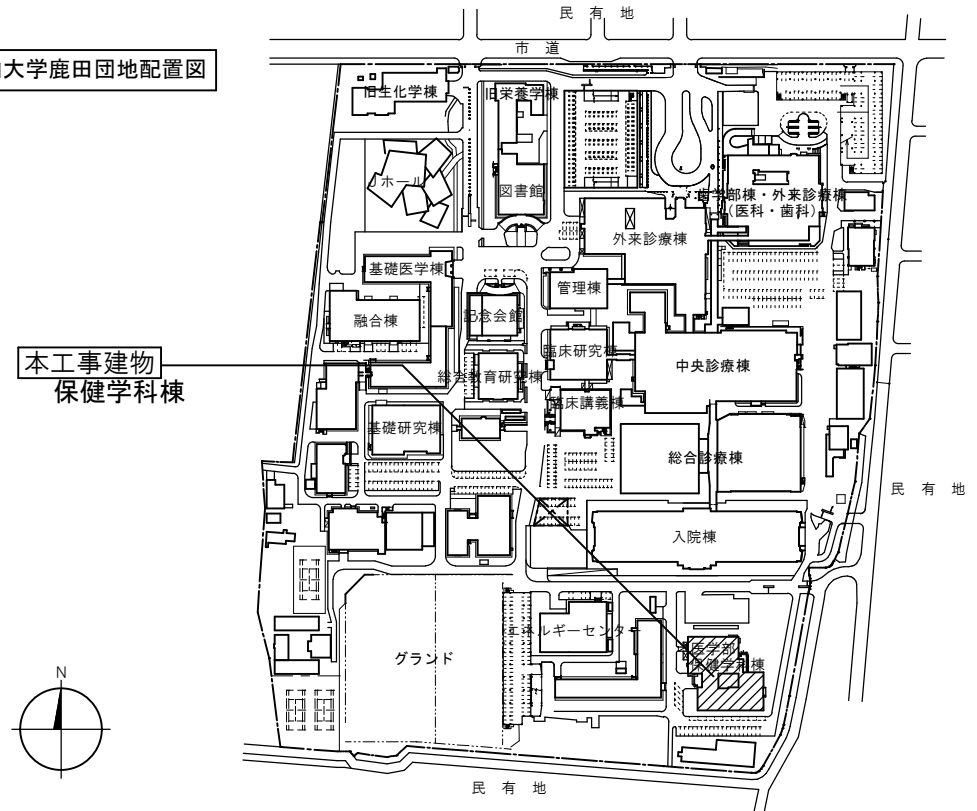 民有地
市道
大学鹿田団地配置図
旧生化学棟
旧栄養学棟
Jホール
図書館
歯学部棟・外来診療棟
(医科・歯科)
外来診療棟
基礎医学棟
管理棟
融合棟
記念会館
臨床研究棟
本工事建物
保健学科棟
総合教育研究棟
中央診療棟
臨床講義棟
基礎研究棟
総合診療棟
民有地
入院棟
エネルギーセンター
グランド
医学部
保健学科棟
N
民有地